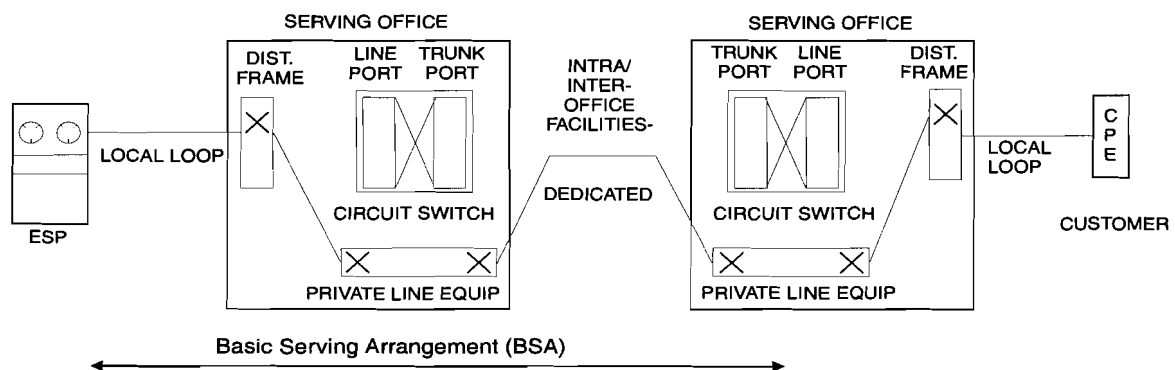 SERVING OFFICE
DIST.
FRAME
LINE
PORT
TRUNK
PORT
CIRCUIT SWITCH
PRIVATE LINE EQUIP
LOCAL LOOP
ESP
INTRA/
INTER-
OFFICE
FACILITIES-
DEDICATED
SERVING OFFICE
TRUNK
PORT
LINE
PORT
DIST.
FRAME
CIRCUIT SWITCH
PRIVATE LINE EQUIP
LOCAL
LOOP
C
P
E
CUSTOMER
Basic Serving Arrangement (BSA)